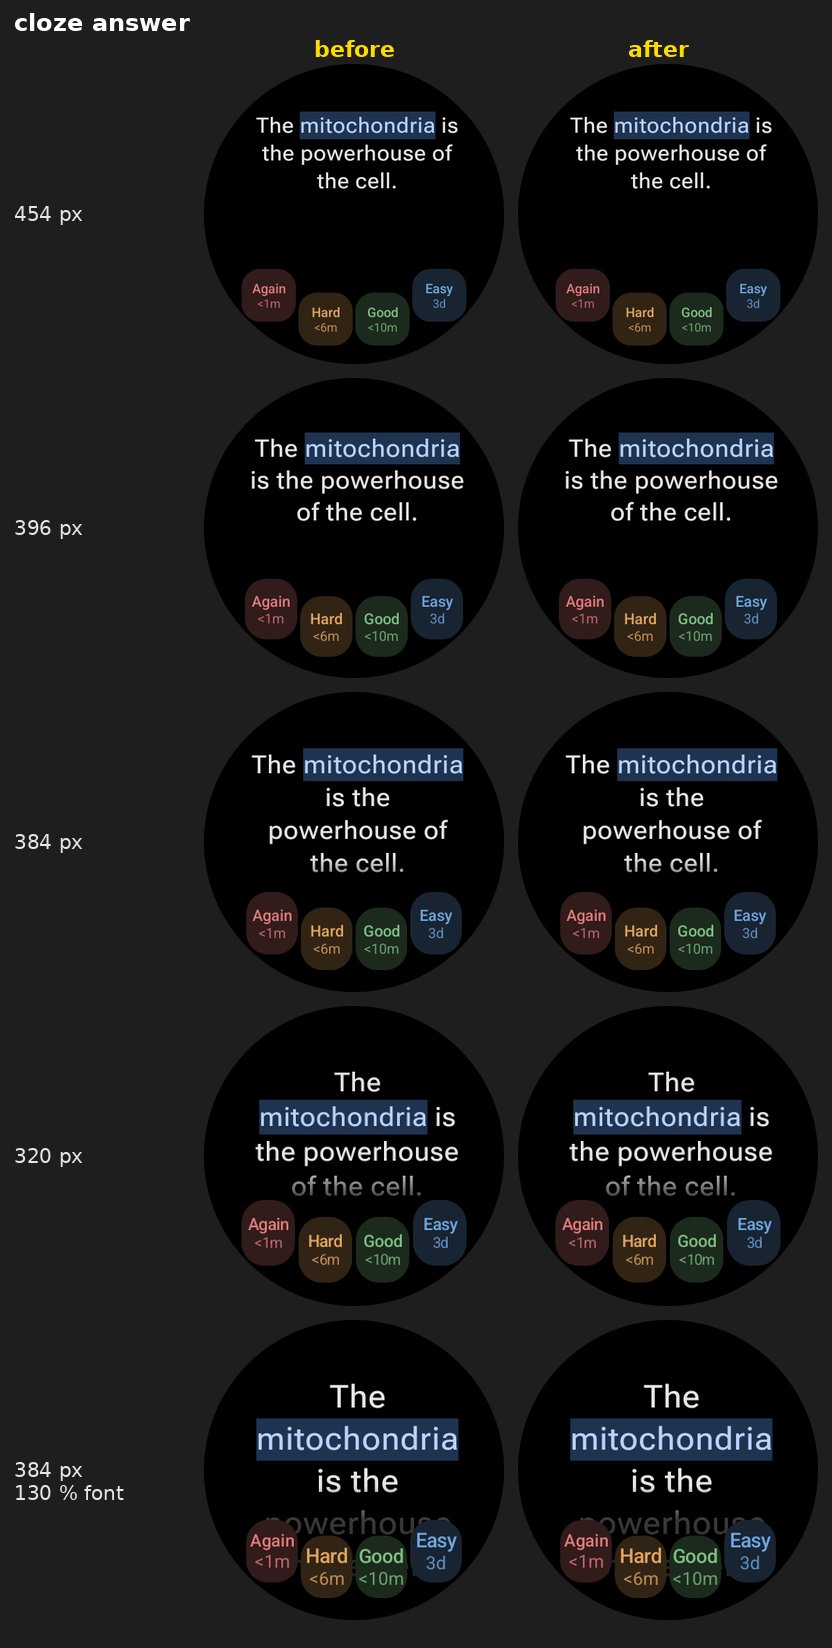 cloze answer
before after
454 px
The mitochondria is
the powerhouse of
the cell.
Again
<1m
Hard
<6m
Good
<10m
Easy
3d
The mitochondria is
the powerhouse of
the cell.
Again
<1m
Hard
<6m
Good
<10m
Easy
3d
396 px
The mitochondria
is the powerhouse
of the cell.
Again
<1m
Hard
<6m
Good
<10m
Easy
3d
The mitochondria
is the powerhouse
of the cell.
Again
<1m
Hard
<6m
Good
<10m
Easy
3d
384 px
The mitochondria
is the
powerhouse of
the cell.
Again
<1m
Hard
<6m
Good
<10m
Easy
3d
The mitochondria
is the
powerhouse of
the cell.
Again
<1m
Hard
<6m
Good
<10m
Easy
3d
320 px
The
mitochondria is
the powerhouse
of the cell.
Again
<1m
Hard
<6m
Good
<10m
Easy
3d
The
mitochondria is
the powerhouse
of the cell.
Again
<1m
Hard
<6m
Good
<10m
Easy
3d
384 px
130 % font
The
mitochondria
is the
powerhouse
Again
<1m
Hard
<6m
Good
<10m
Easy
3d
The
mitochondria
is the
powerhouse
Again
<1m
Hard
<6m
Good
<10m
Easy
3d